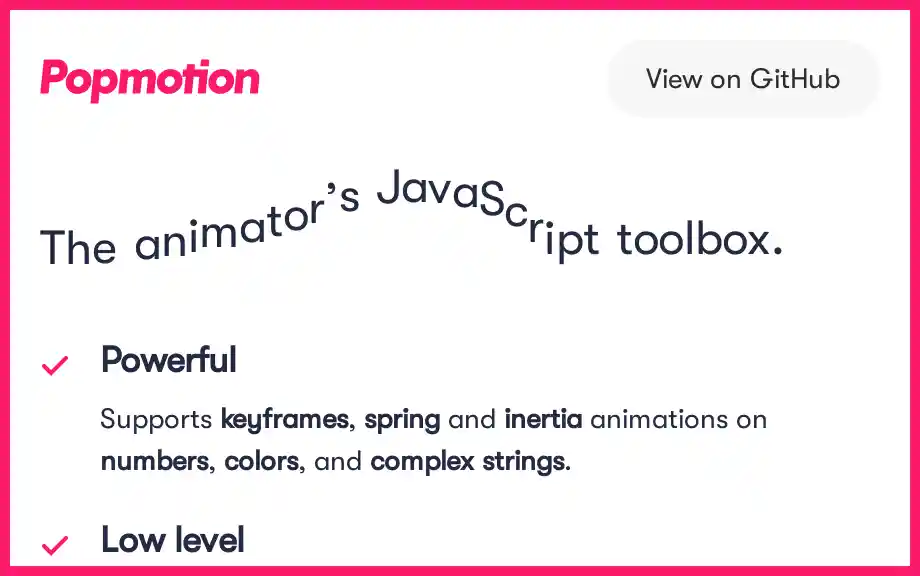 Popmotion
View on GitHub
The animator’s JavaScript toolbox.
Powerful
Supports keyframes, spring and inertia animations on
numbers, colors, and complex strings.
Low level